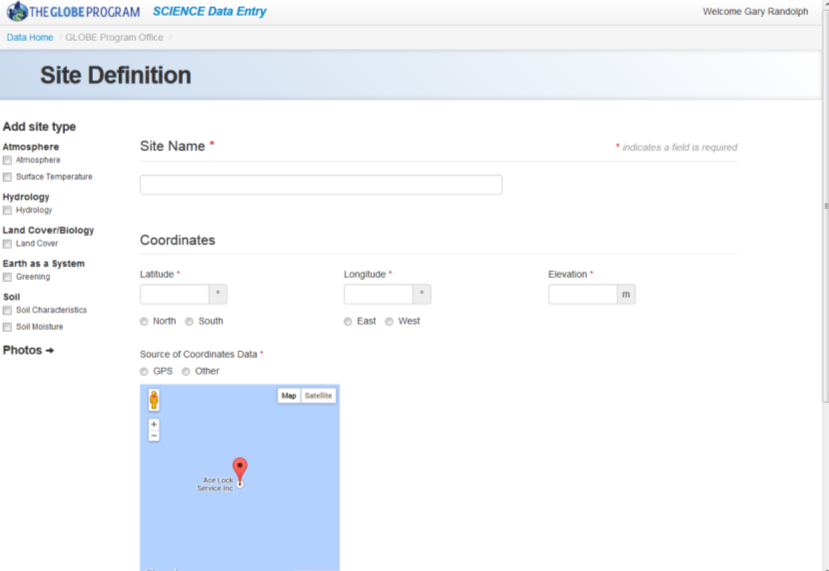 THE GLOBE PROGRAM SCIENCE Data Entry Welcome Gary Randolph
Data Home / GLOBE Program Office /
Site Definition
Add site type
Atmosphere
Atmosphere
Surface Temperature
Hydrology
Hydrology
Land Cover/Biology
Land Cover
Earth as a System
Greening
Soil
Soil Characteristics
Soil Moisture
Photos →
Site Name * * indicates a field is required
Coordinates
Latitude * Longitude * Elevation *
° ° m
North South East West
Source of Coordinates Data *
GPS Other
Map Satellite
+
−
Ace Lock
Service Inc